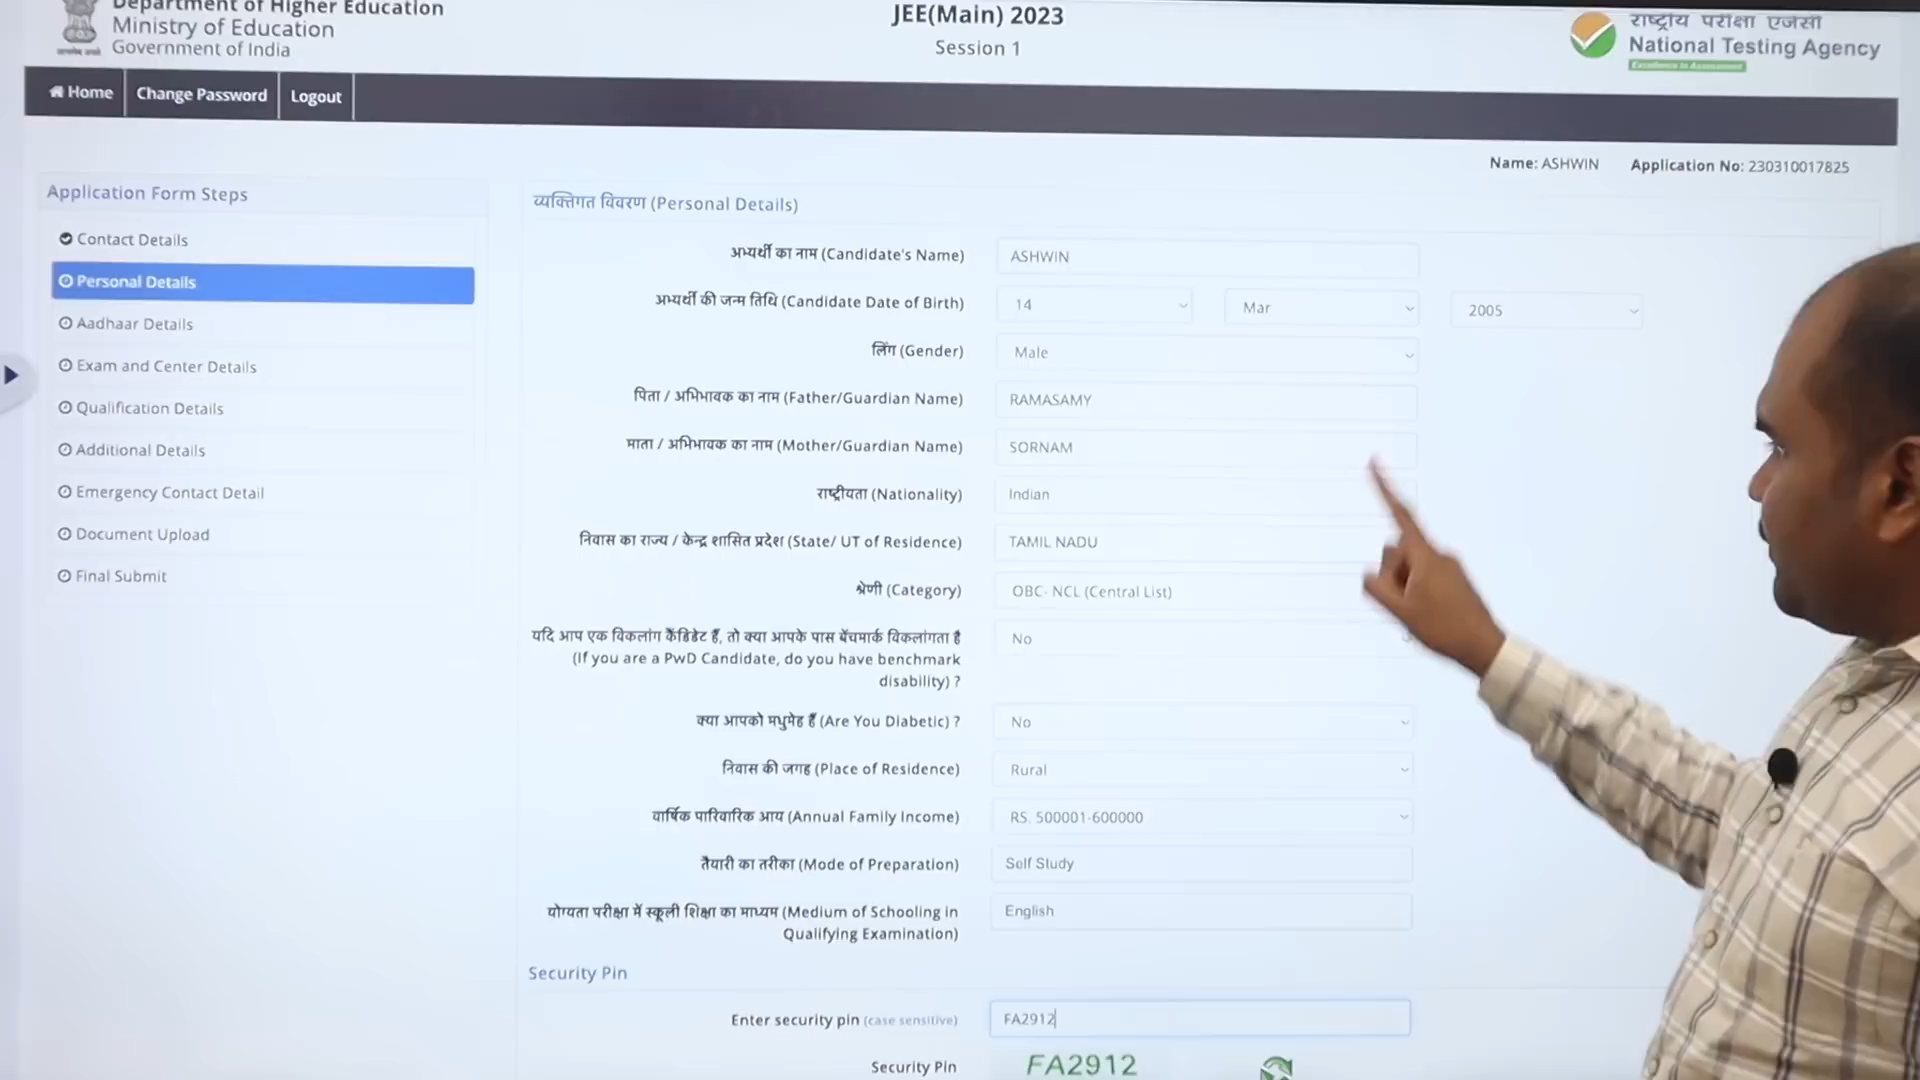 Department of Higher Education
Ministry of Education
Government of India
JEE(Main) 2023
Session 1
राष्ट्रीय परीक्षा एजेंसी
National Testing Agency
Excellence in Assessment
Home
Change Password
Logout
Name: ASHWIN
Application No: 230310017825
Application Form Steps
Contact Details
Personal Details
Aadhaar Details
Exam and Center Details
Qualification Details
Additional Details
Emergency Contact Detail
Document Upload
Final Submit
व्यक्तिगत विवरण (Personal Details)
अभ्यर्थी का नाम (Candidate's Name) ASHWIN
अभ्यर्थी की जन्म तिथि (Candidate Date of Birth) 14 Mar 2005
लिंग (Gender) Male
पिता / अभिभावक का नाम (Father/Guardian Name) RAMASAMY
माता / अभिभावक का नाम (Mother/Guardian Name) SORNAM
राष्ट्रीयता (Nationality) Indian
निवास का राज्य / केन्द्र शासित प्रदेश (State/ UT of Residence) TAMIL NADU
श्रेणी (Category) OBC- NCL (Central List)
यदि आप एक विकलांग कैंडिडेट हैं, तो क्या आपके पास बेंचमार्क विकलांगता है No
(If you are a PwD Candidate, do you have benchmark
disability) ?
क्या आपको मधुमेह हैं (Are You Diabetic) ? No
निवास की जगह (Place of Residence) Rural
वार्षिक पारिवारिक आय (Annual Family Income) RS. 500001-600000
तैयारी का तरीका (Mode of Preparation) Self Study
योग्यता परीक्षा में स्कूली शिक्षा का माध्यम (Medium of Schooling in English
Qualifying Examination)
Security Pin
Enter security pin (case sensitive) FA2912
Security Pin FA2912